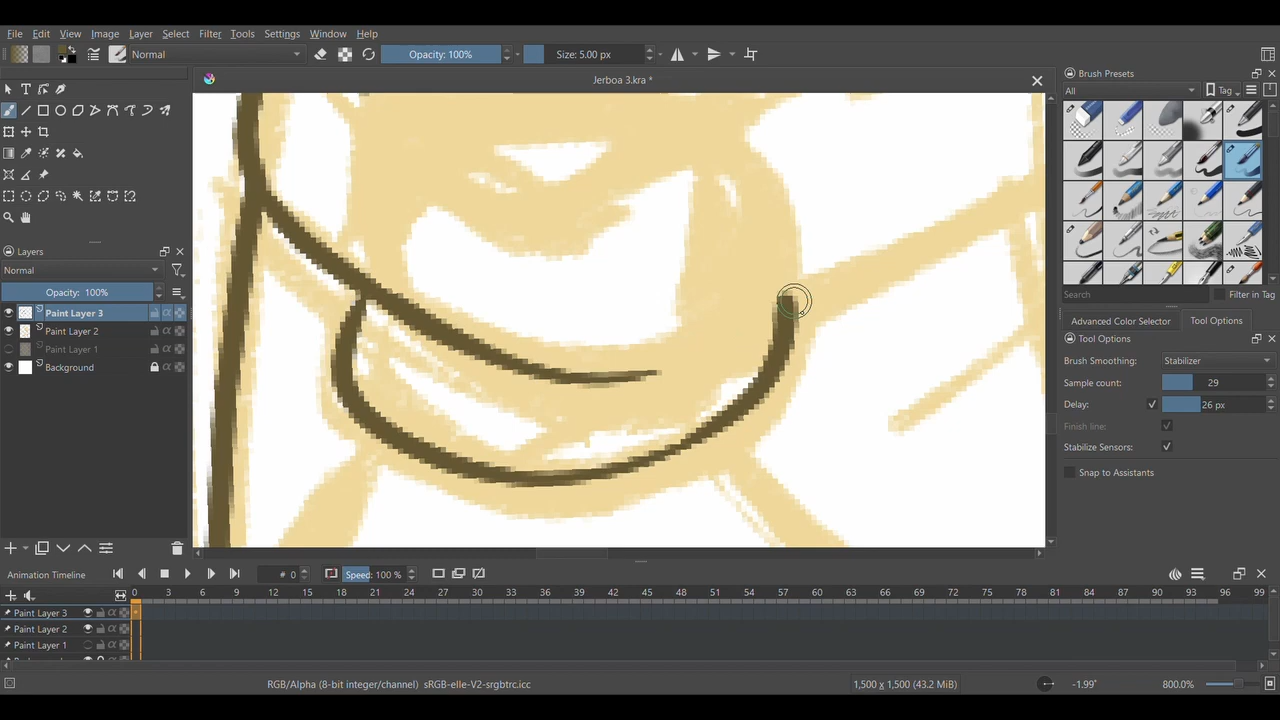 File Edit View Image Layer Select Filter Tools Settings Window Help
Normal Opacity: 100% Size: 5.00 px
Jerboa 3.kra *
Brush Presets
All Tag
Search Filter in Tag
Advanced Color Selector Tool Options
Tool Options
Brush Smoothing: Stabilizer
Sample count: 29
Delay: 26 px
Finish line:
Stabilize Sensors:
Snap to Assistants
Layers
Normal
Opacity: 100%
Paint Layer 3
Paint Layer 2
Paint Layer 1
Background
Animation Timeline # 0 Speed: 100 %
0 3 6 9 12 15 18 21 24 27 30 33 36 39 42 45 48 51 54 57 60 63 66 69 72 75 78 81 84 87 90 93 96 99
Paint Layer 3
Paint Layer 2
Paint Layer 1
RGB/Alpha (8-bit integer/channel) sRGB-elle-V2-srgbtrc.icc 1,500 x 1,500 (43.2 MiB) -1.99° 800.0%